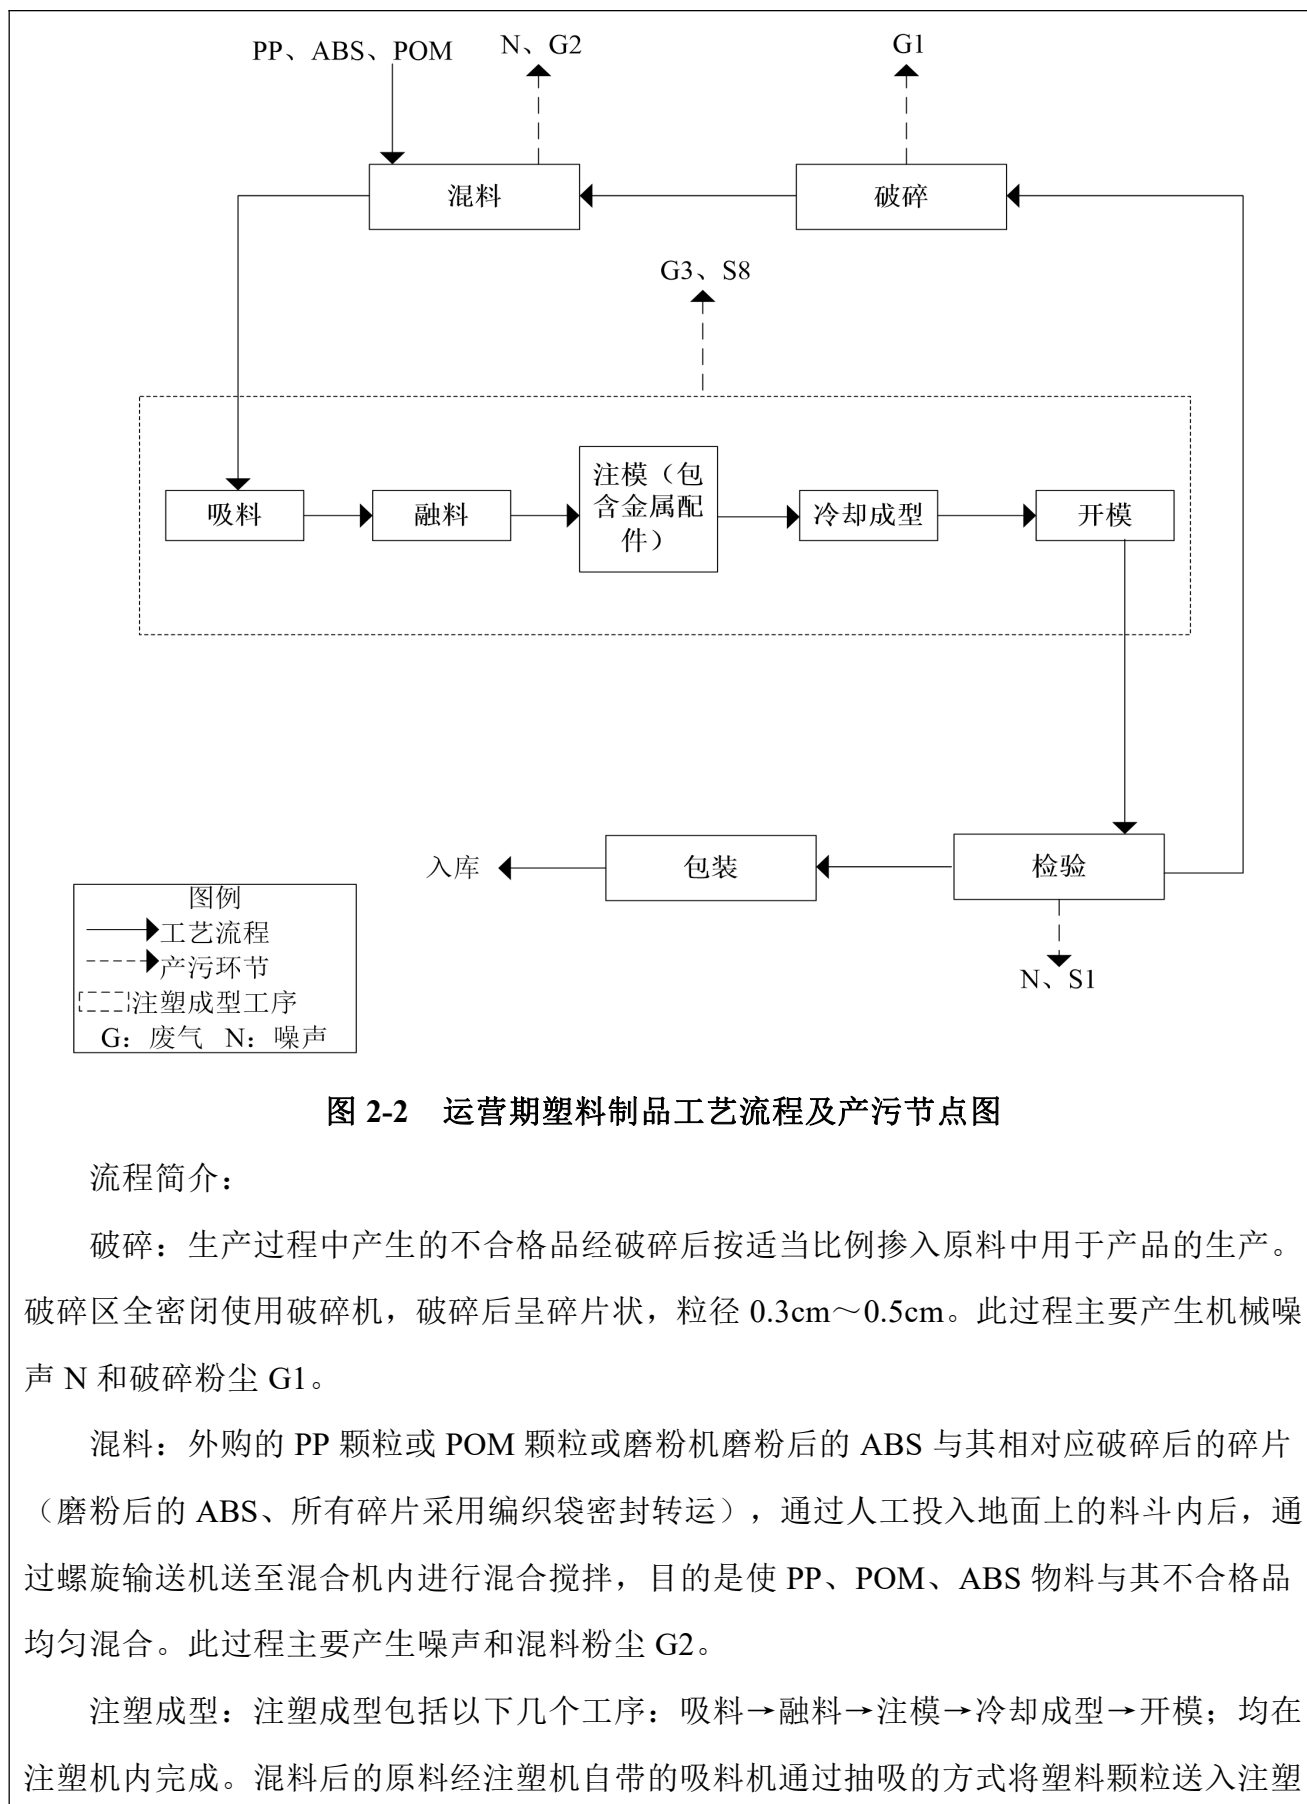 PP、ABS、POM
N、G2
G1
混料
破碎
G3、S8
吸料
融料
注模（包
含金属配
件）
冷却成型
开模
入库
包装
检验
N、S1
图例
工艺流程
产污环节
注塑成型工序
G：废气 N：噪声
图 2-2 运营期塑料制品工艺流程及产污节点图
流程简介：
破碎：生产过程中产生的不合格品经破碎后按适当比例掺入原料中用于产品的生产。
破碎区全密闭使用破碎机，破碎后呈碎片状，粒径 0.3cm～0.5cm。此过程主要产生机械噪
声 N 和破碎粉尘 G1。
混料：外购的 PP 颗粒或 POM 颗粒或磨粉机磨粉后的 ABS 与其相对应破碎后的碎片
（磨粉后的 ABS、所有碎片采用编织袋密封转运），通过人工投入地面上的料斗内后，通
过螺旋输送机送至混合机内进行混合搅拌，目的是使 PP、POM、ABS 物料与其不合格品
均匀混合。此过程主要产生噪声和混料粉尘 G2。
注塑成型：注塑成型包括以下几个工序：吸料→融料→注模→冷却成型→开模；均在
注塑机内完成。混料后的原料经注塑机自带的吸料机通过抽吸的方式将塑料颗粒送入注塑